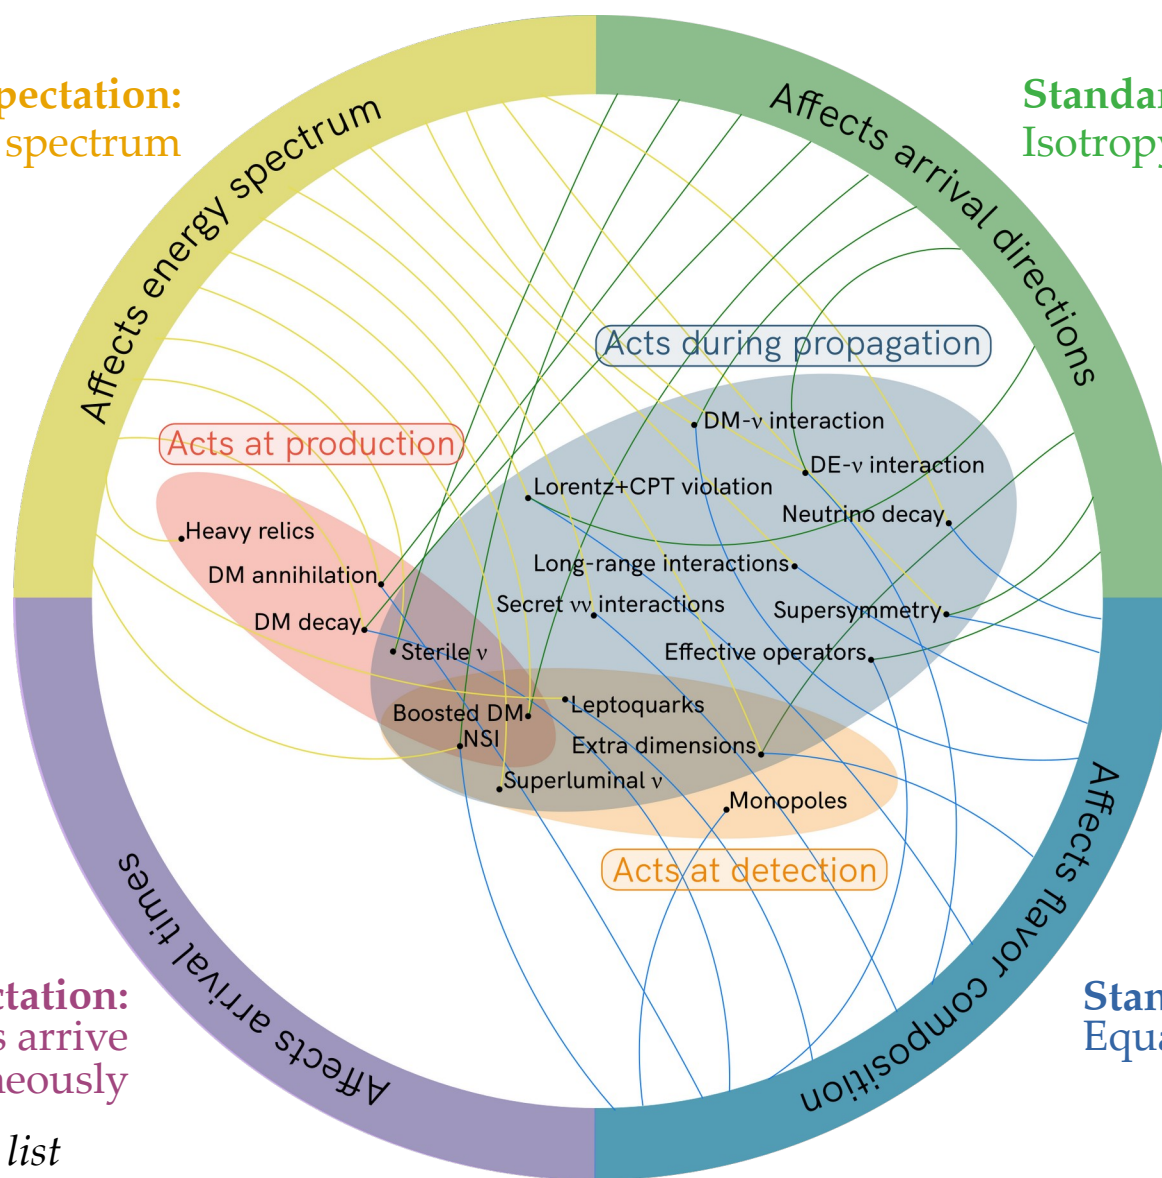 pectation:
spectrum
Standar
Isotropy
Affects energy spectrum
Affects arrival directions
Acts during propagation
DM-ν interaction
Acts at production
DE-ν interaction
Lorentz+CPT violation
Neutrino decay
Heavy relics
Long-range interactions
DM annihilation
Secret νν interactions
Supersymmetry
DM decay
Sterile ν
Effective operators
Leptoquarks
Boosted DM
NSI
Extra dimensions
Superluminal ν
Monopoles
Acts at detection
Affects arrival times
Affects flavor composition
ctation:
s arrive
neously
list
Stan
Equa